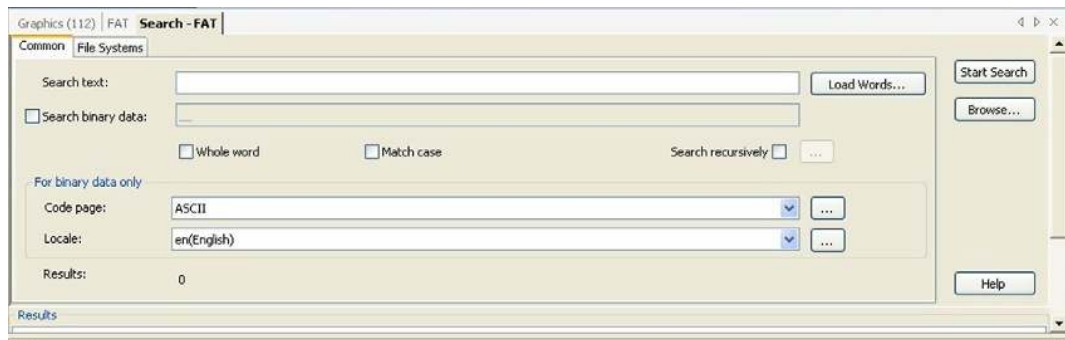 Graphics (112) FAT Search - FAT
Common File Systems
Search text: Load Words... Start Search
Search binary data: Browse...
Whole word Match case Search recursively ...
For binary data only
Code page: ASCII ...
Locale: en(English) ...
Results: 0 Help
Results